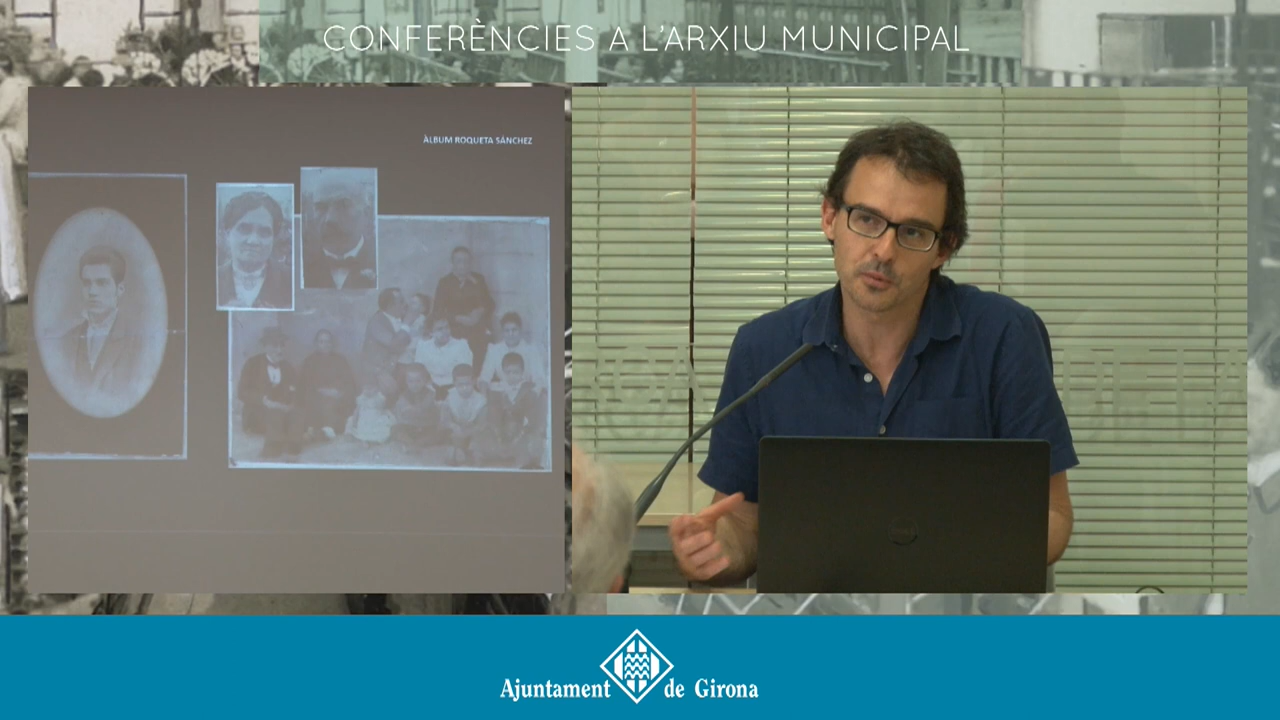 CONFERÈNCIES A L'ARXIU MUNICIPAL
ÀLBUM ROQUETA SÁNCHEZ
Ajuntament de Girona